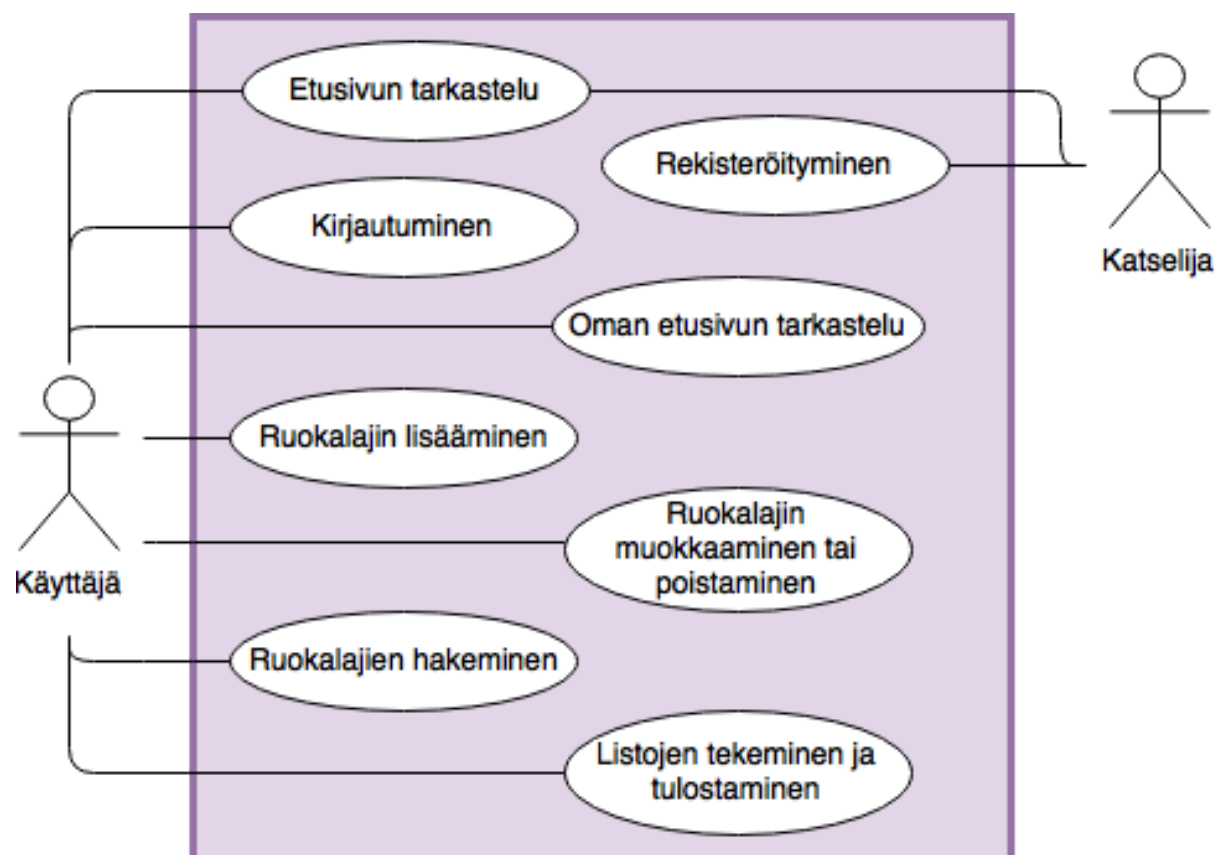 Etusivun tarkastelu
Rekisteröityminen
Kirjautuminen
Katselija
Oman etusivun tarkastelu
Ruokalajin lisääminen
Ruokalajin
muokkaaminen tai
poistaminen
Käyttäjä
Ruokalajien hakeminen
Listojen tekeminen ja
tulostaminen